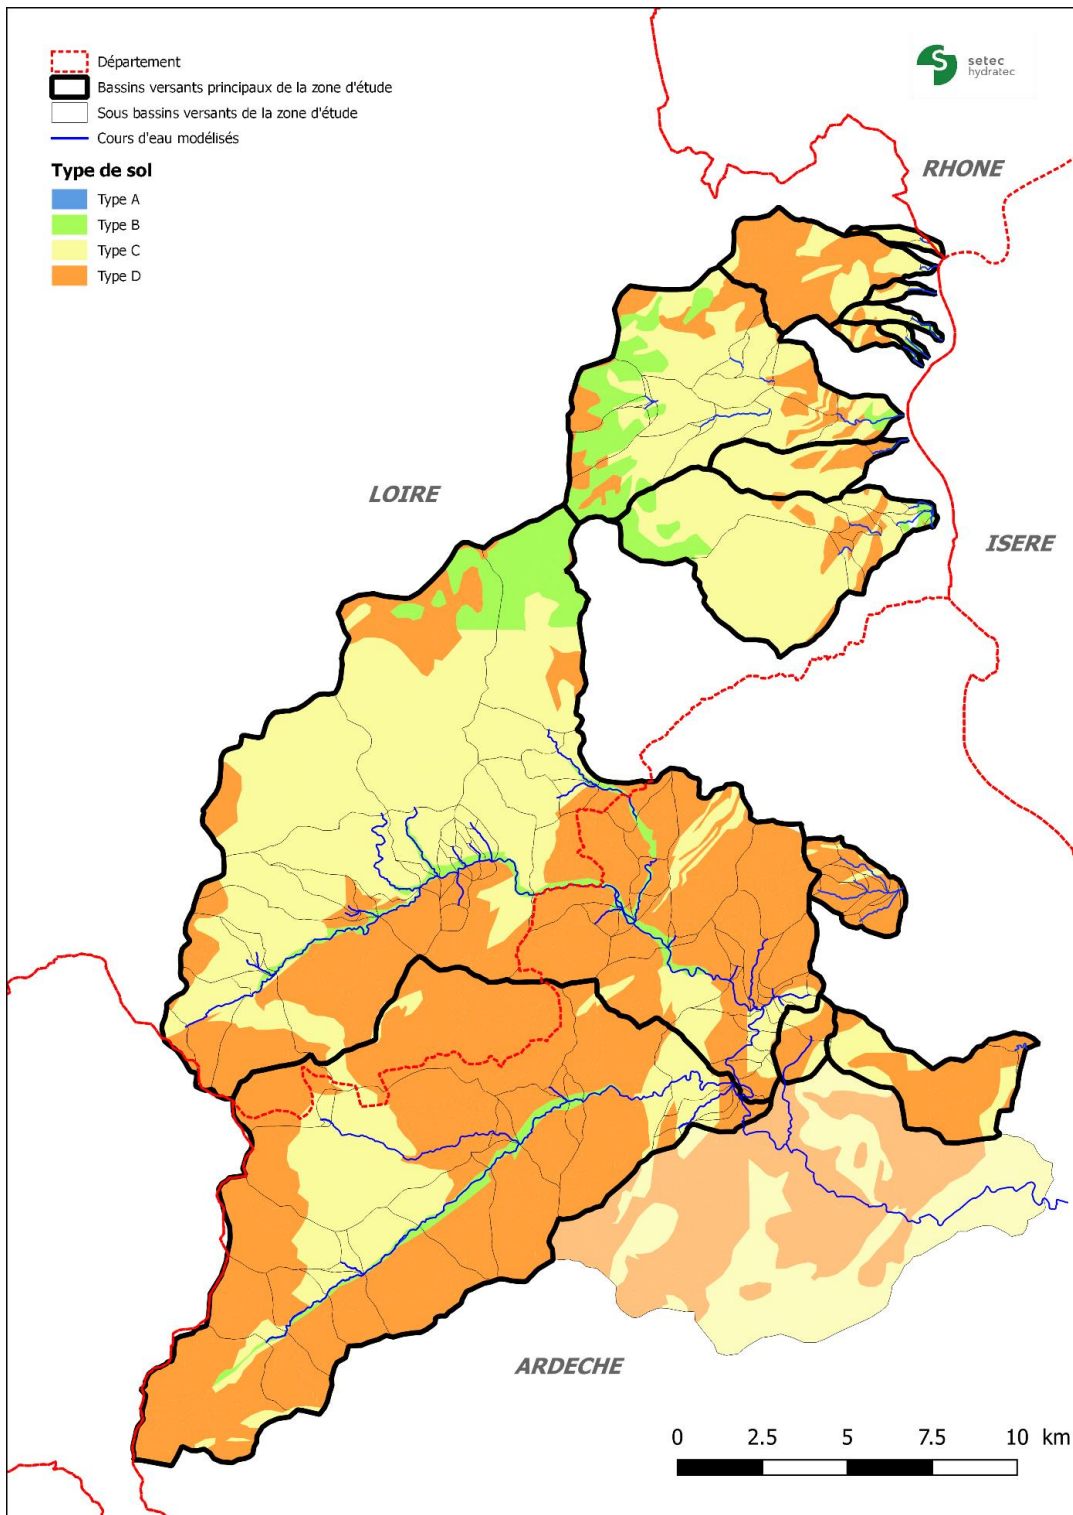 Département
Bassins versants principaux de la zone d'étude
Sous bassins versants de la zone d'étude
Cours d'eau modélisés
Type de sol
Type A
Type B
Type C
Type D
setec
hydratec
RHONE
LOIRE
ISERE
ARDECHE
0 2.5 5 7.5 10 km